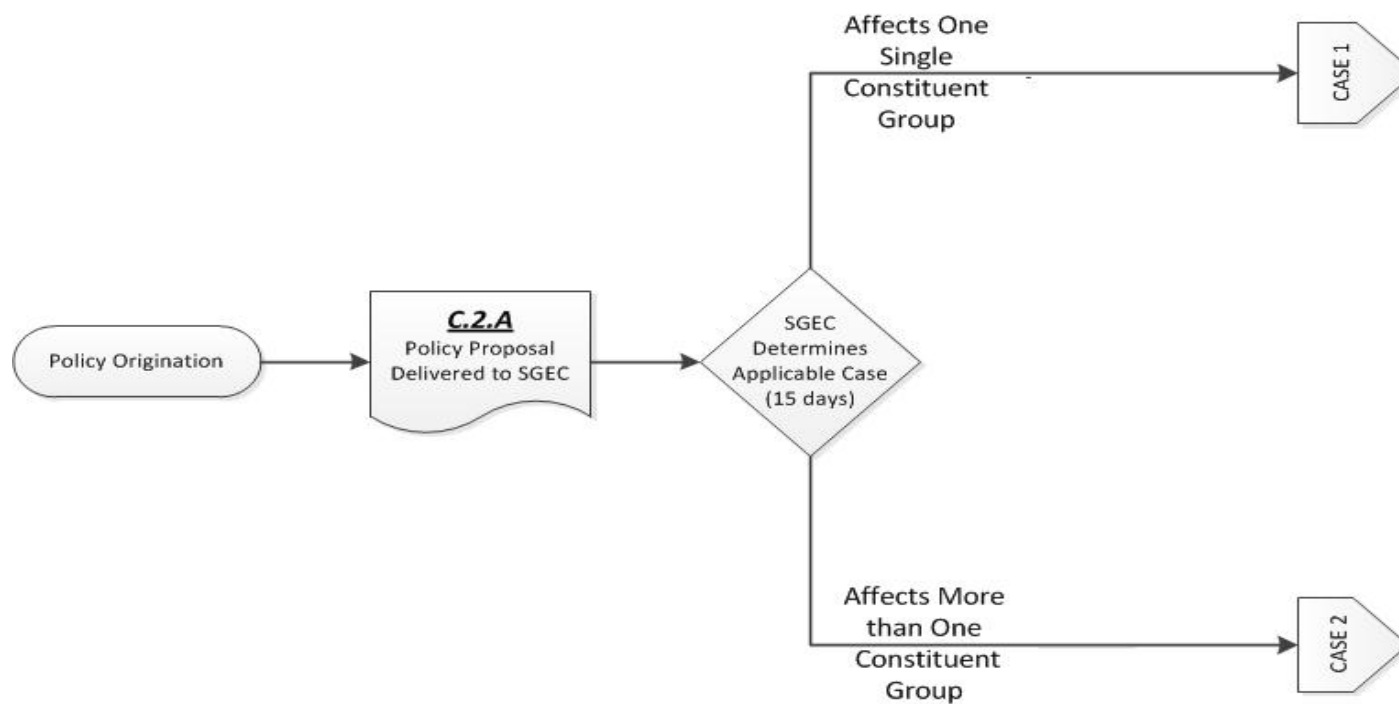 Affects One
Single
Constituent
Group
CASE 1
Policy Origination
C.2.A
Policy Proposal
Delivered to SGEC
SGEC
Determines
Applicable Case
(15 days)
Affects More
than One
Constituent
Group
CASE 2